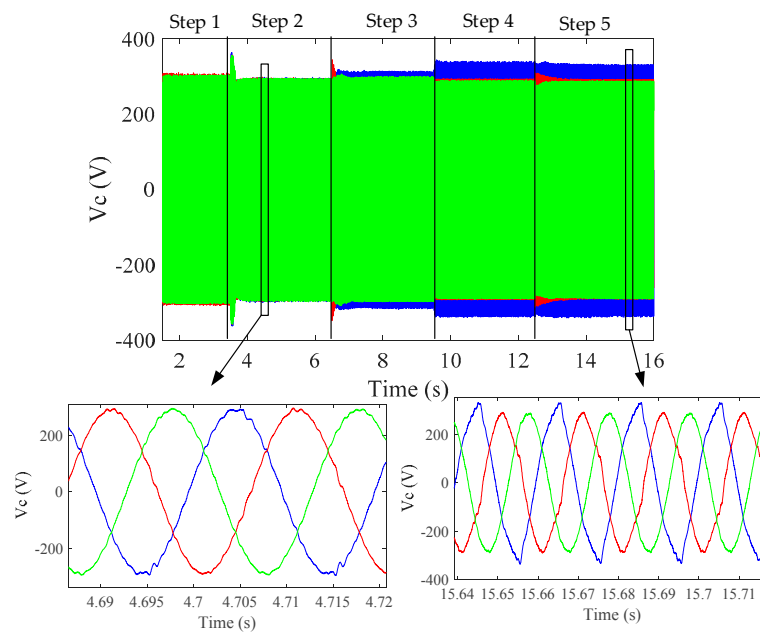 Step 1 Step 2 Step 3 Step 4 Step 5
400
200
0
-200
-400
Vc (V)
2 4 6 8 10 12 14 16
Time (s)
200
0
-200
Vc (V)
4.69 4.695 4.7 4.705 4.71 4.715 4.72
Time (s)
400
200
0
-200
-400
Vc (V)
15.64 15.65 15.66 15.67 15.68 15.69 15.7 15.71
Time (s)